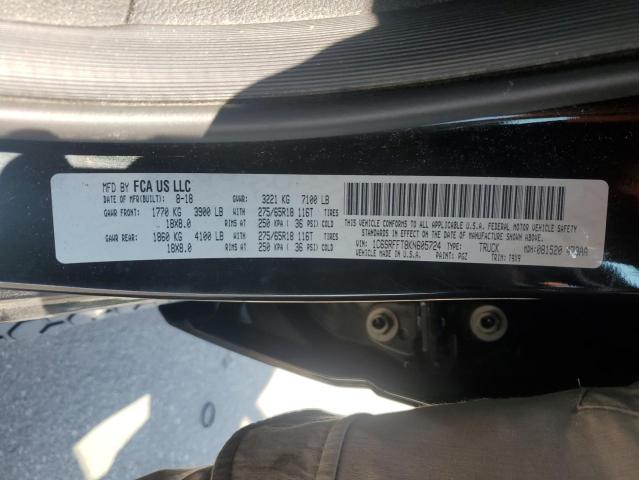 MFD BY FCA US LLC
DATE OF MFR(BUILT): 8-18 GVWR: 3221 KG 7100 LB
GAWR FRONT: 1770 KG 3900 LB WITH 275/65R18 116T TIRES
18X8.0 RIMS AT 250 KPA ( 36 PSI) COLD
GAWR REAR: 1860 KG 4100 LB WITH 275/65R18 116T TIRES
18X8.0 RIMS AT 250 KPA ( 36 PSI) COLD
THIS VEHICLE CONFORMS TO ALL APPLICABLE U.S.A. FEDERAL MOTOR VEHICLE SAFETY
STANDARDS IN EFFECT ON THE DATE OF MANUFACTURE SHOWN ABOVE.
VIN: 1C6SRFFT8KN605724 TYPE: TRUCK MDH: 081520
VEHICLE MADE IN U.S.A. PAINT: PGZ TRIM: T9X9